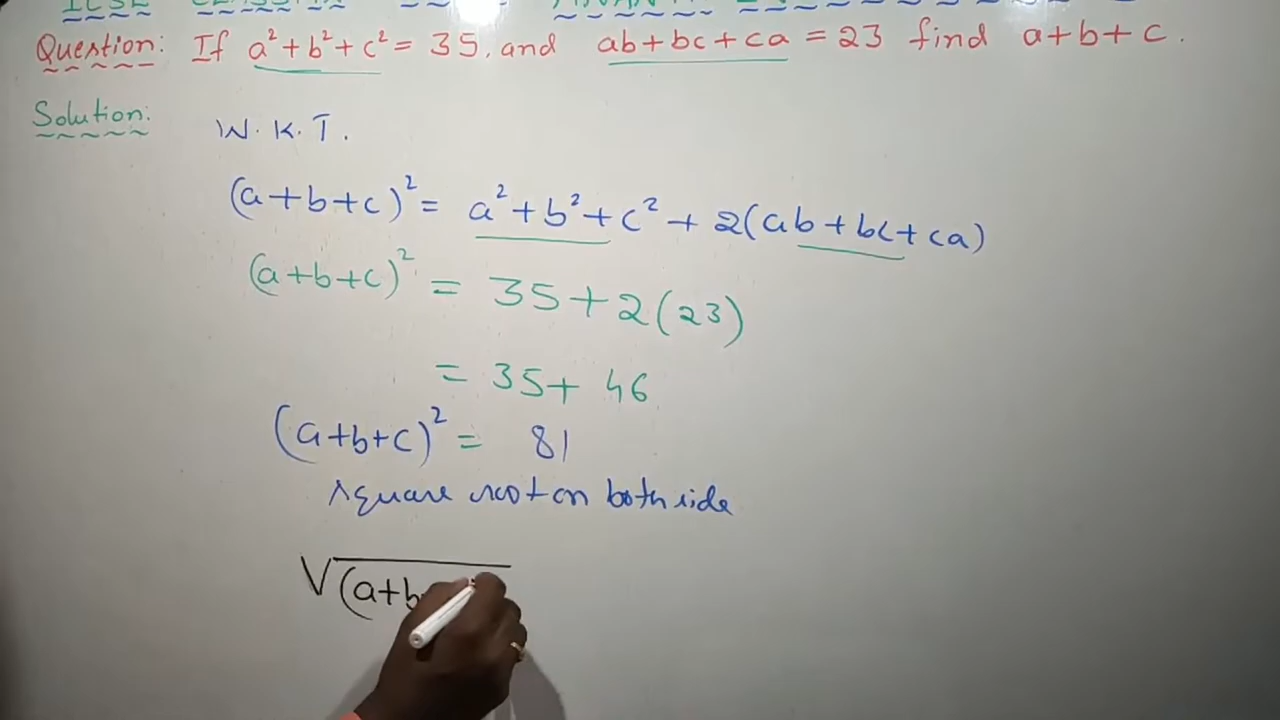 Question: If a² + b² + c² = 35, and ab + bc + ca = 23 find a + b + c.
Solution:
W.K.T.
(a + b + c)² = a² + b² + c² + 2(ab + bc + ca)
(a + b + c)² = 35 + 2(23)
= 35 + 46
(a + b + c)² = 81
square root on both side
√(a + b